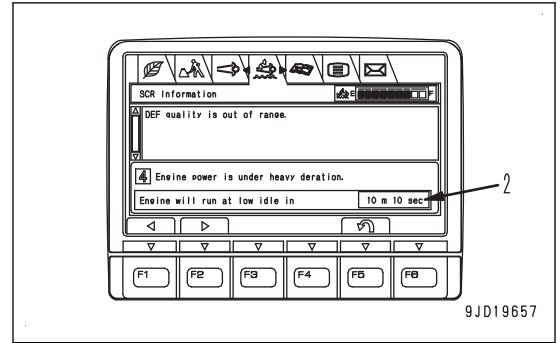 SCR Information
E F
DEF quality is out of range.
4 Engine power is under heavy deration.
Engine will run at low idle in 10 m 10 sec
2
F1 F2 F3 F4 F5 F6
9JD19657